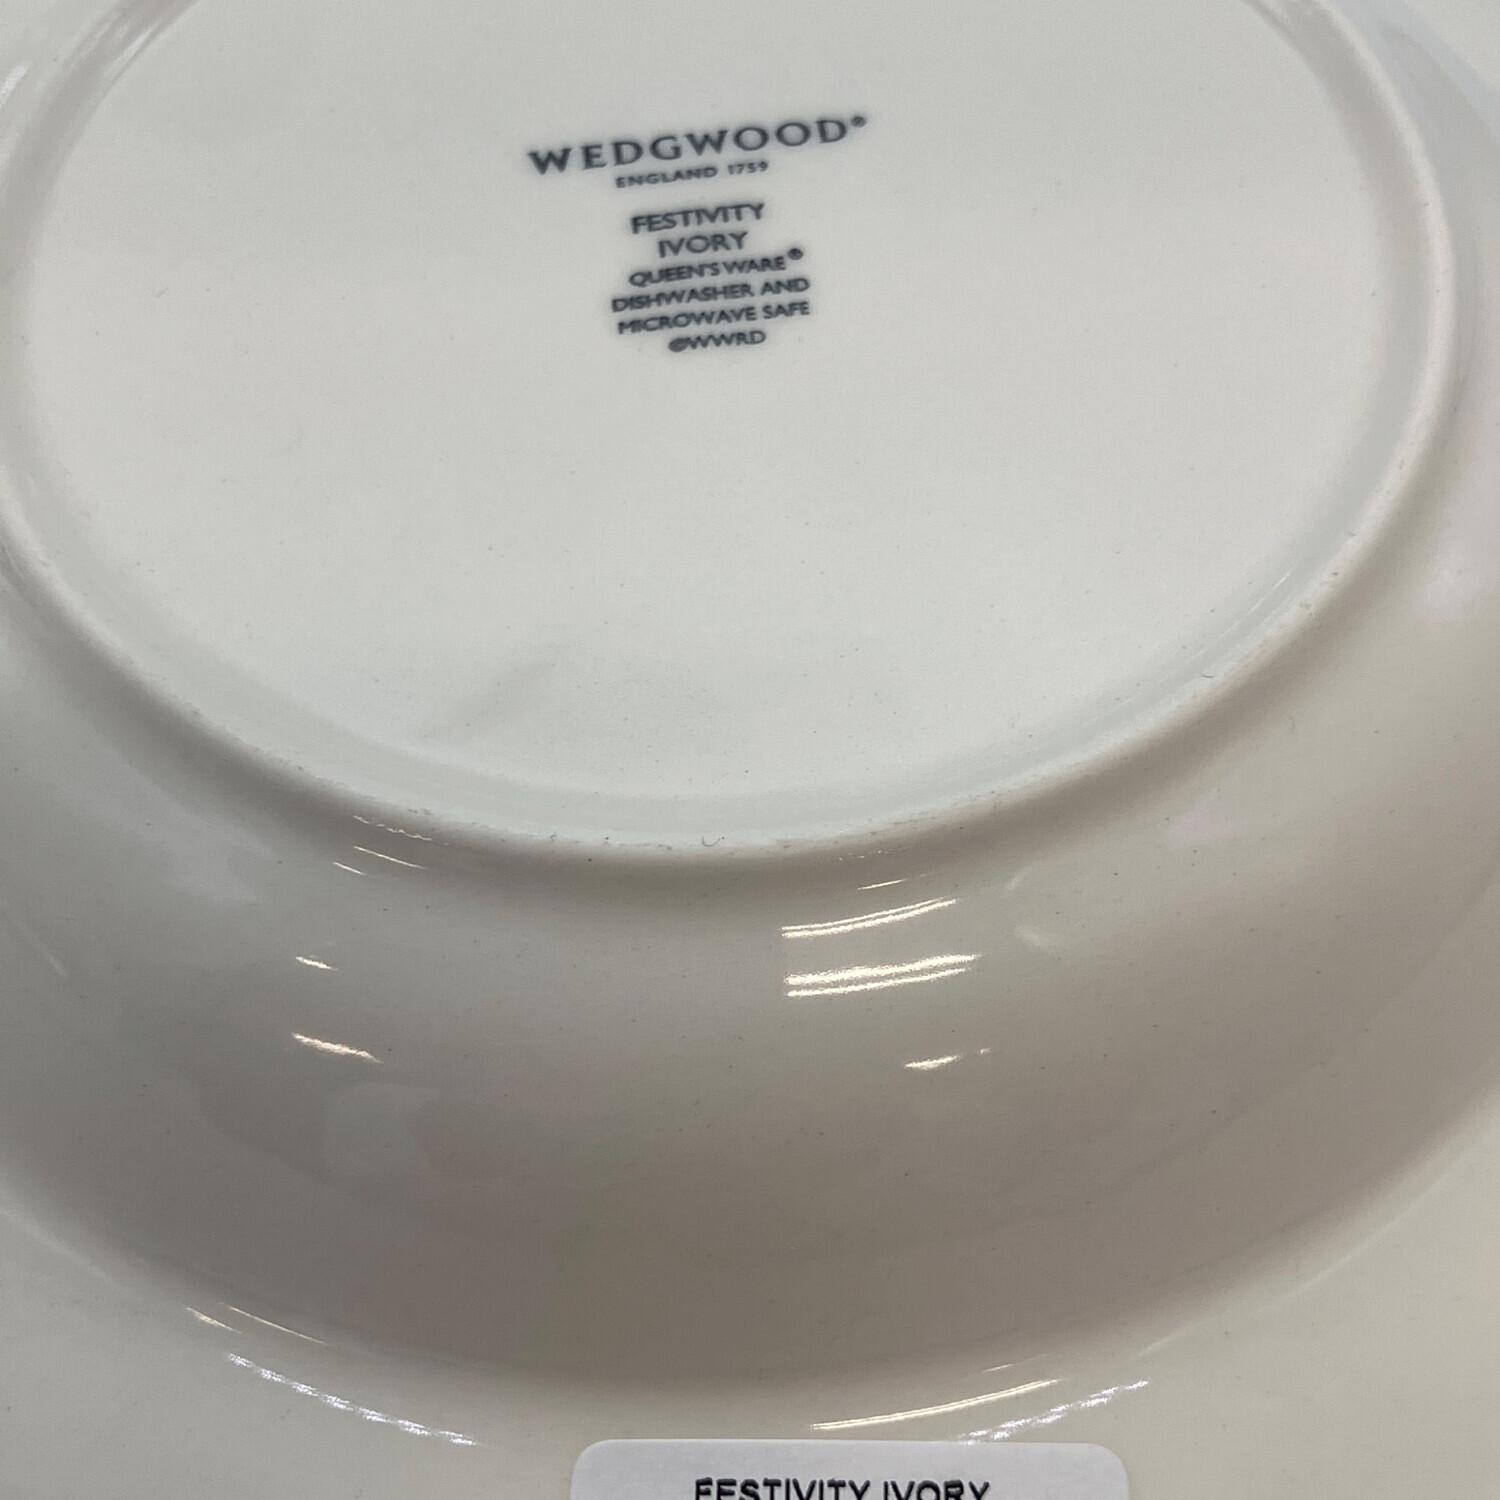 WEDGWOOD®
ENGLAND 1759
FESTIVITY
IVORY
QUEEN'S WARE®
DISHWASHER AND
MICROWAVE SAFE
©WWRD
FESTIVITY IVORY